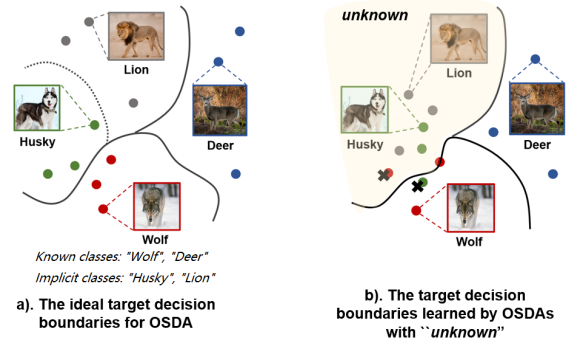 Lion
Husky
Deer
Wolf
Known classes: "Wolf", "Deer"
Implicit classes: "Husky", "Lion"
a). The ideal target decision
boundaries for OSDA
unknown
Lion
Husky
Deer
Wolf
b). The target decision
boundaries learned by OSDAs
with ``unknown”